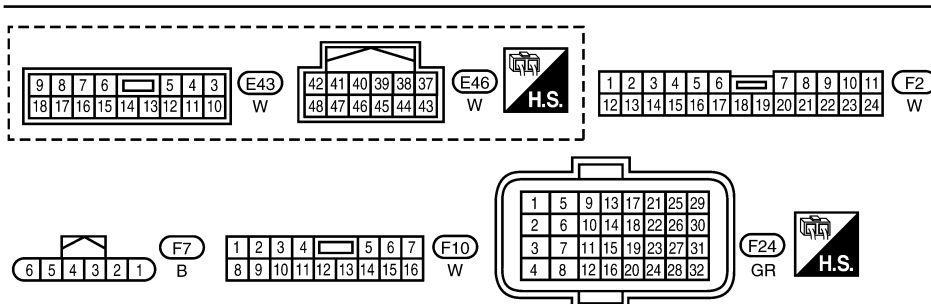 9 8 7 6 5 4 3
18 17 16 15 14 13 12 11 10
E43
W
42 41 40 39 38 37
48 47 46 45 44 43
E46
W
H.S.
1 2 3 4 5 6 7 8 9 10 11
12 13 14 15 16 17 18 19 20 21 22 23 24
F2
W
6 5 4 3 2 1
F7
B
1 2 3 4 5 6 7
8 9 10 11 12 13 14 15 16
F10
W
1 5 9 13 17 21 25 29
2 6 10 14 18 22 26 30
3 7 11 15 19 23 27 31
4 8 12 16 20 24 28 32
F24
GR
H.S.